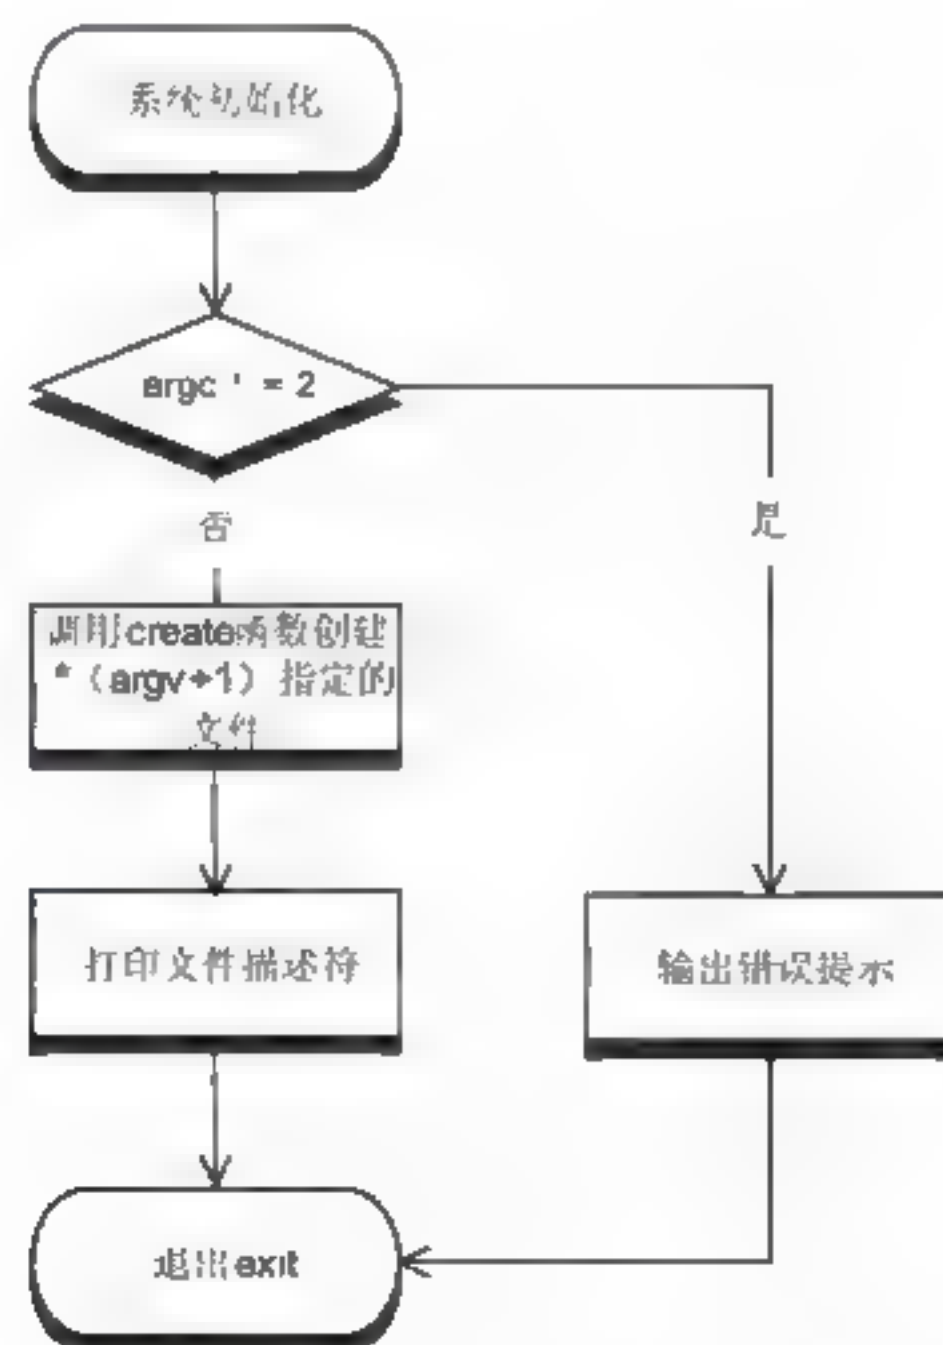 系统初始化
argc ! = 2
否
是
调用create函数创建
*（argv+1）指定的
文件
打印文件描述符
输出错误提示
退出exit